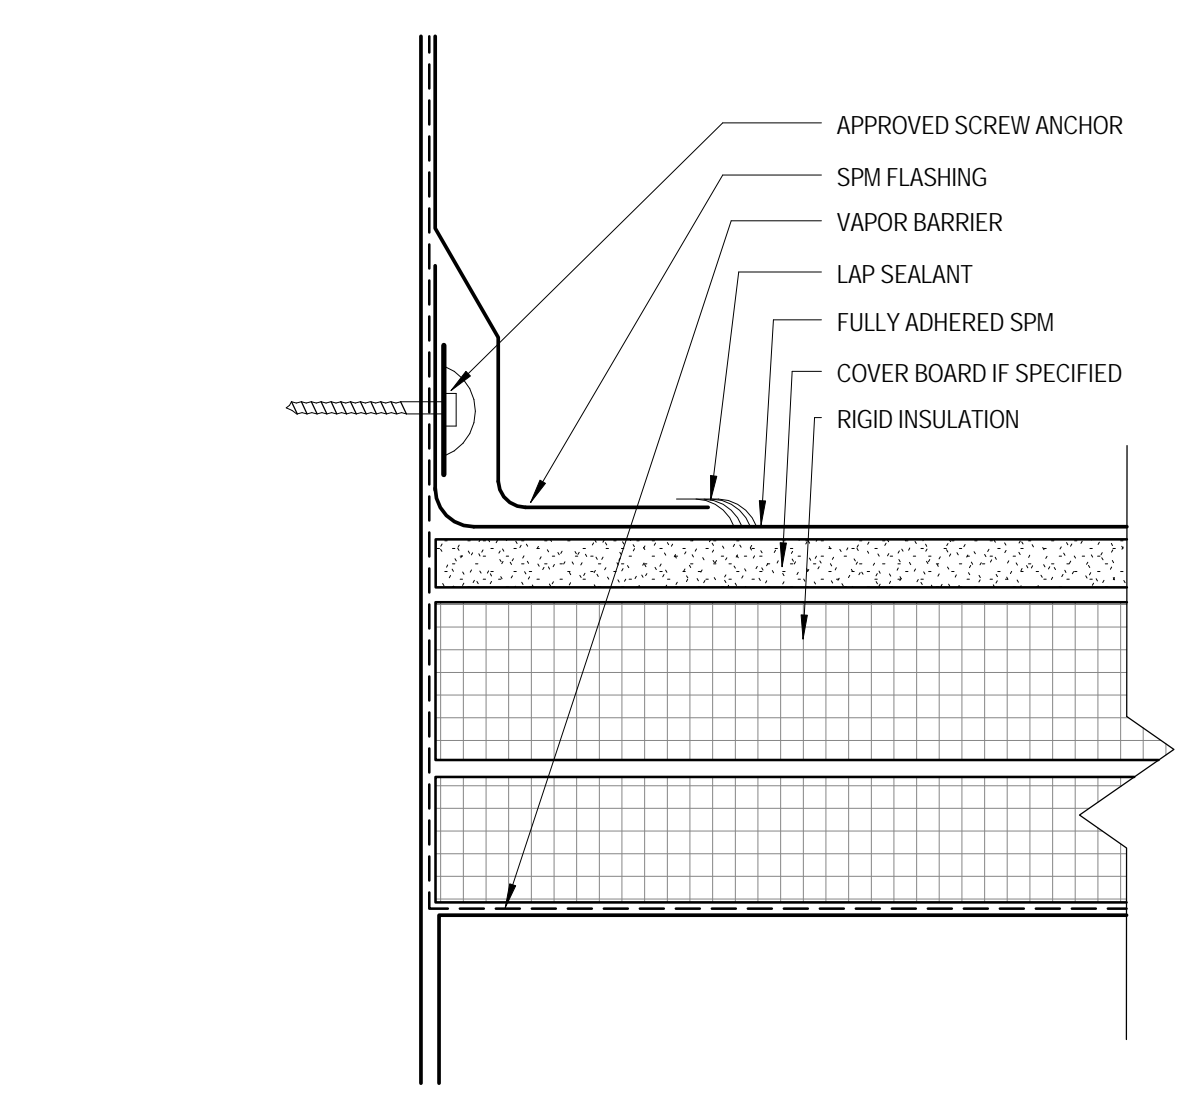 APPROVED SCREW ANCHOR
SPM FLASHING
VAPOR BARRIER
LAP SEALANT
FULLY ADHERED SPM
COVER BOARD IF SPECIFIED
RIGID INSULATION